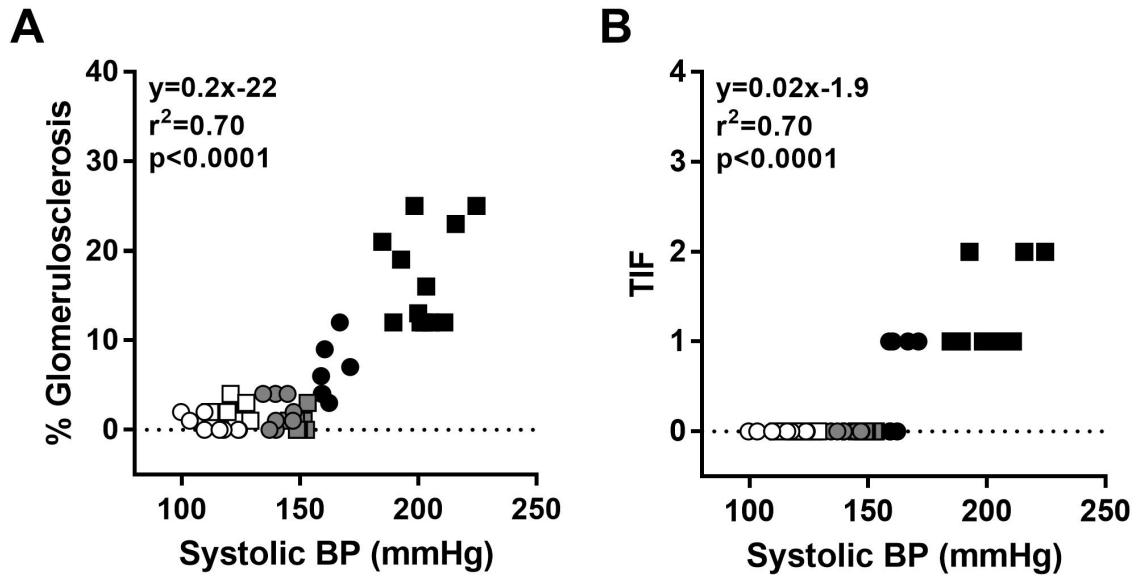 A
y=0.2x-22
r²=0.70
p<0.0001
% Glomerulosclerosis
40
30
20
10
0
100 150 200 250
Systolic BP (mmHg)
B
y=0.02x-1.9
r²=0.70
p<0.0001
TIF
4
3
2
1
0
100 150 200 250
Systolic BP (mmHg)